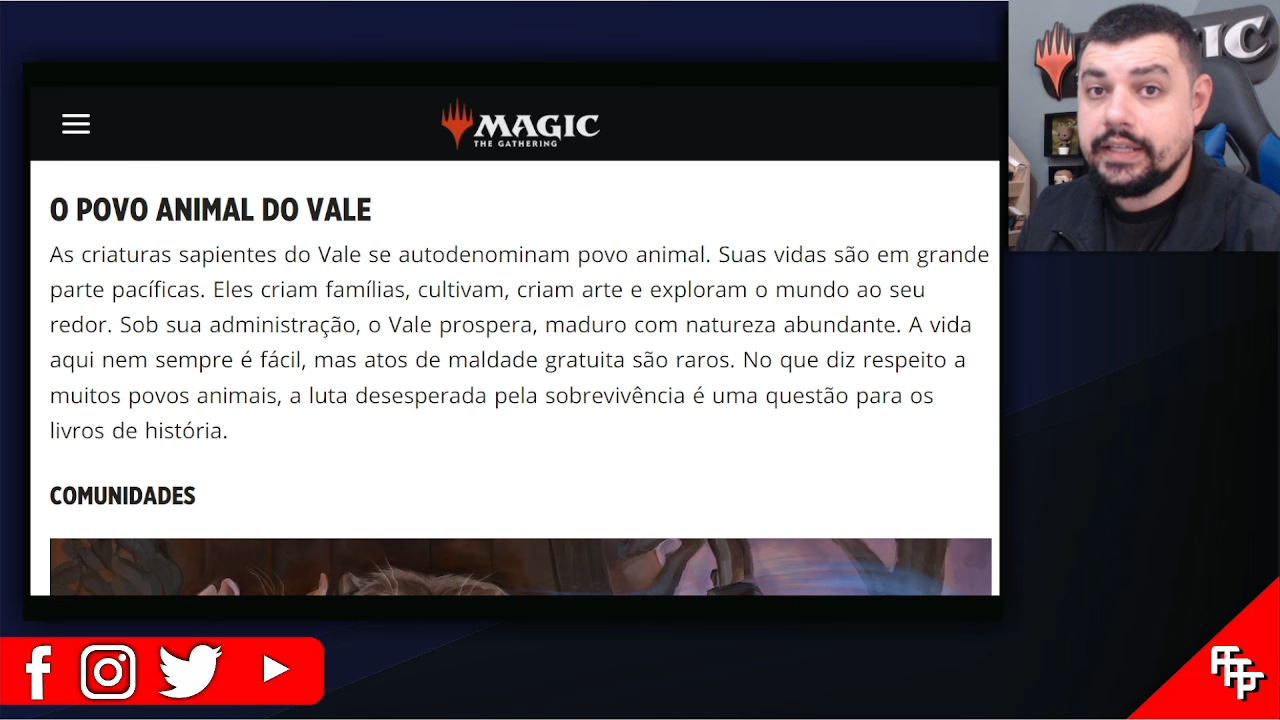 MAGIC
THE GATHERING
IC
O POVO ANIMAL DO VALE
As criaturas sapientes do Vale se autodenominam povo animal. Suas vidas são em grande
parte pacíficas. Eles criam famílias, cultivam, criam arte e exploram o mundo ao seu
redor. Sob sua administração, o Vale prospera, maduro com natureza abundante. A vida
aqui nem sempre é fácil, mas atos de maldade gratuita são raros. No que diz respeito a
muitos povos animais, a luta desesperada pela sobrevivência é uma questão para os
livros de história.
COMUNIDADES